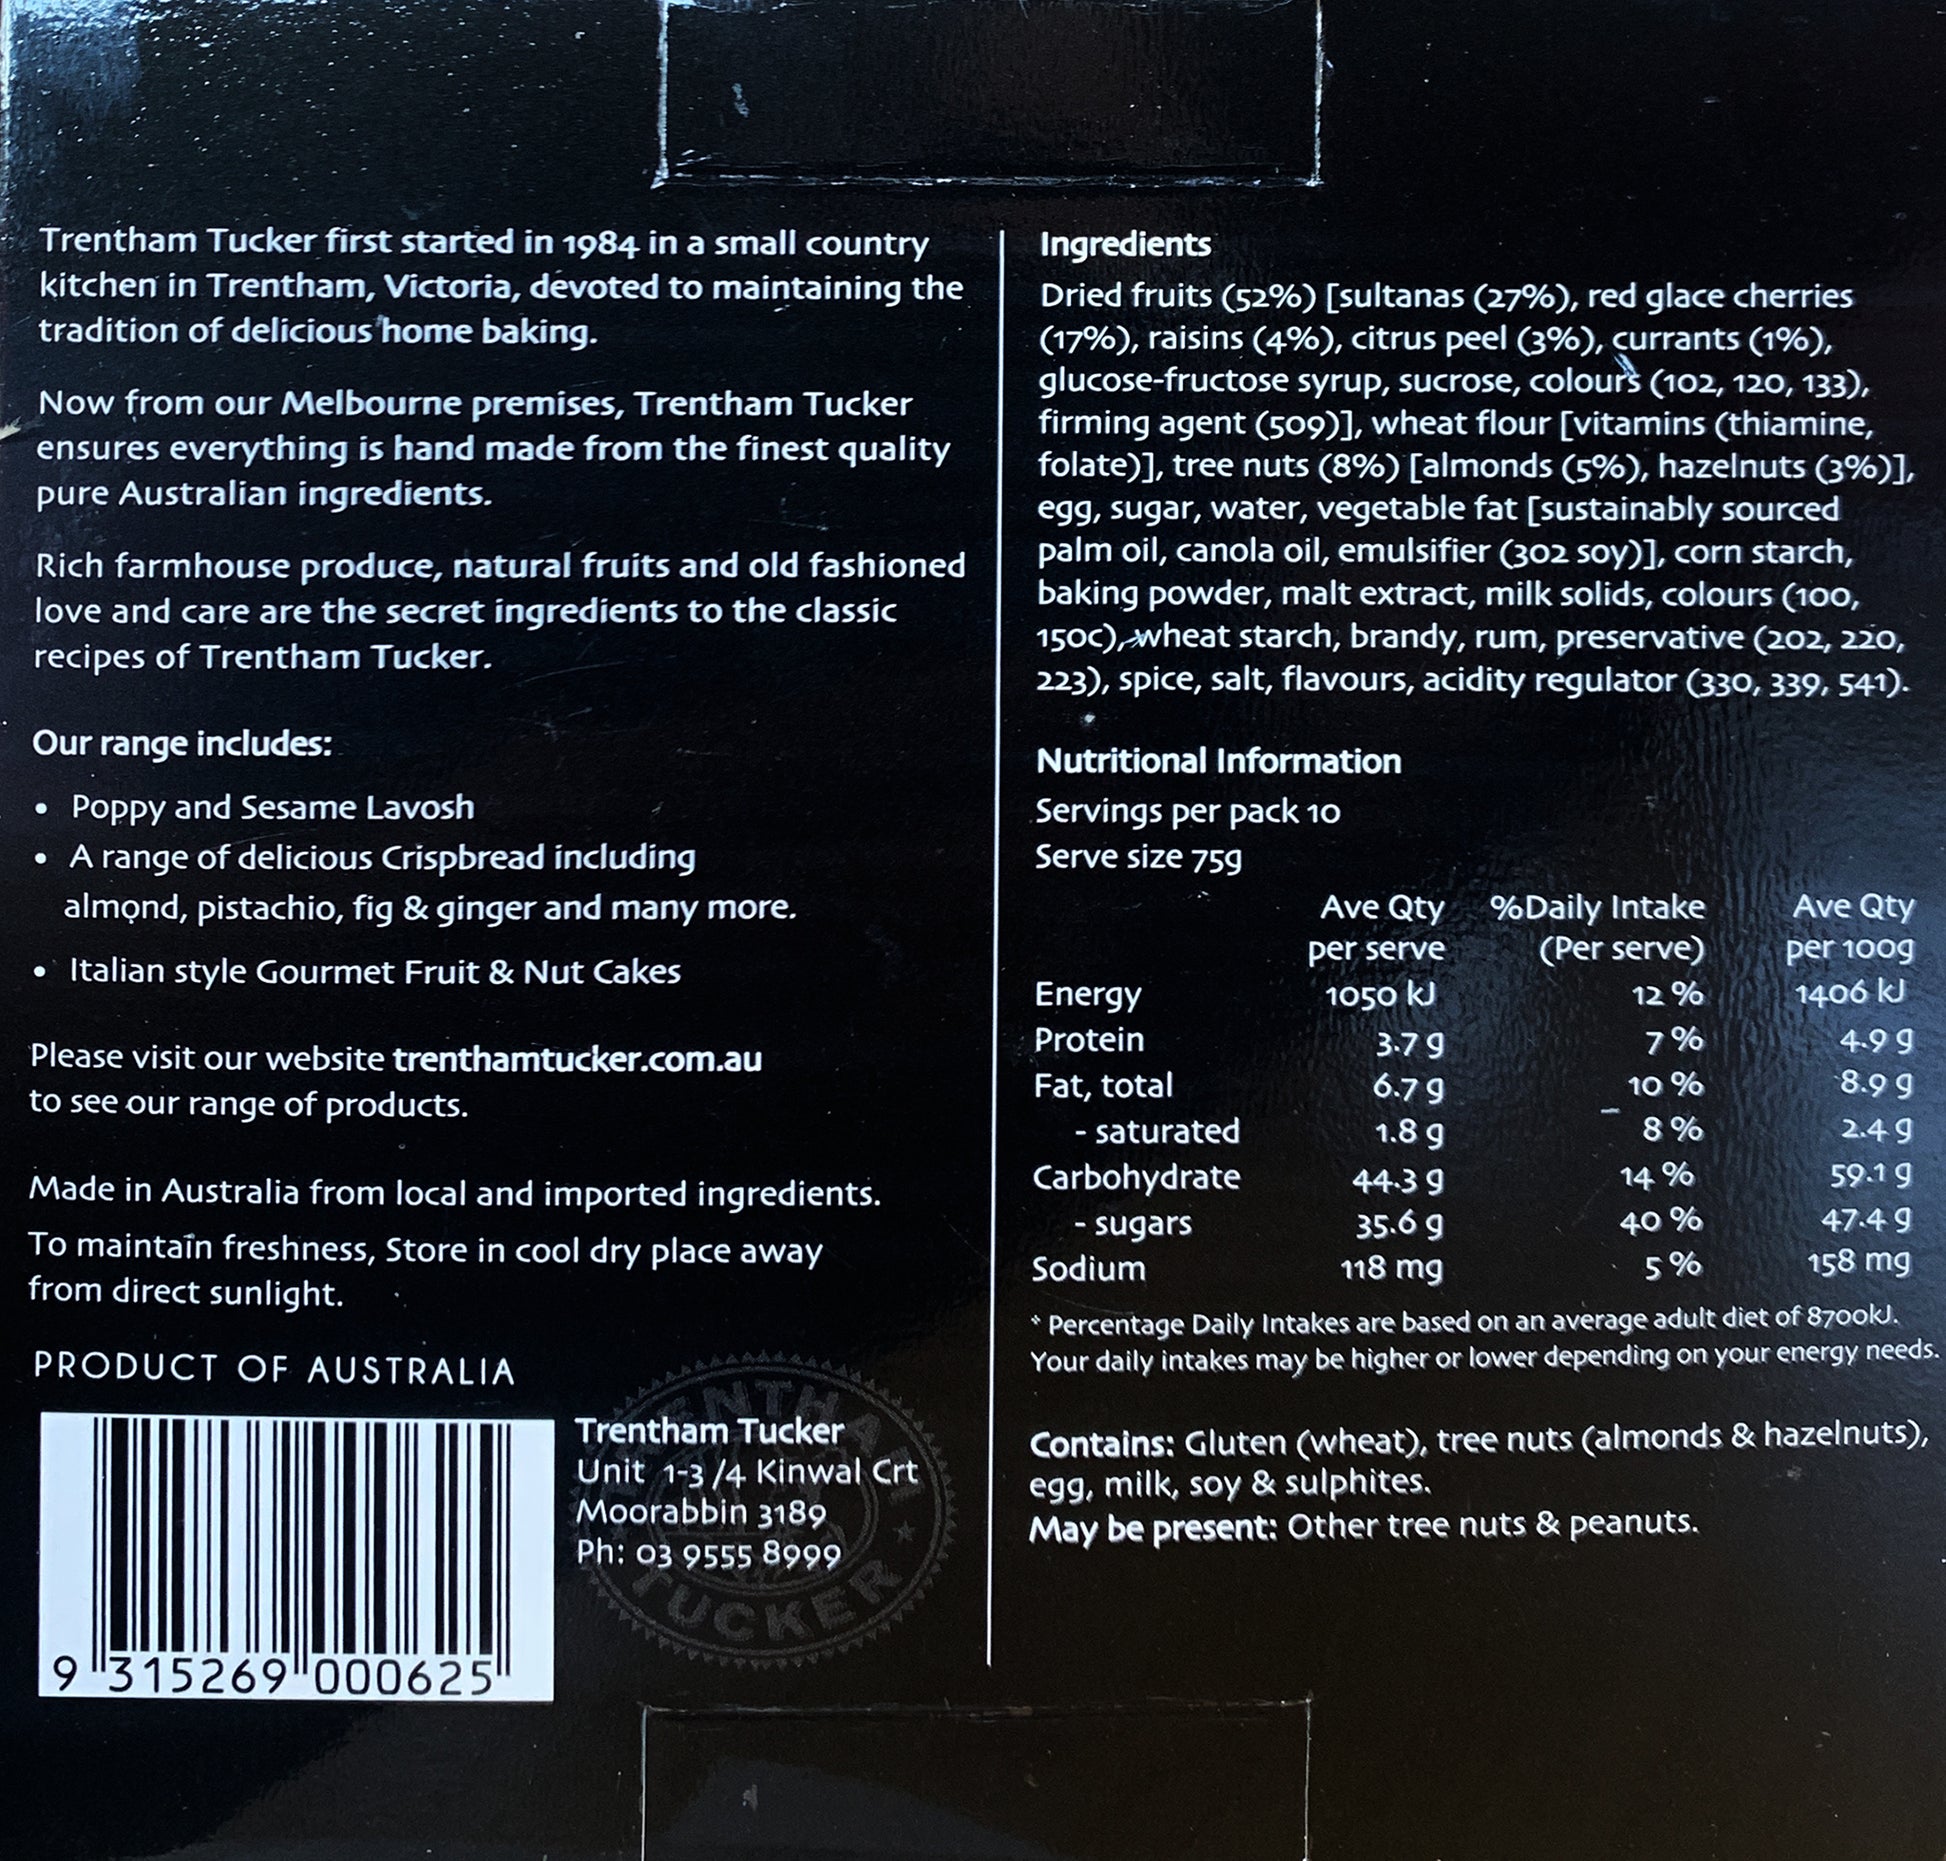 Trentham Tucker first started in 1984 in a small country
kitchen in Trentham, Victoria, devoted to maintaining the
tradition of delicious home baking.
Now from our Melbourne premises, Trentham Tucker
ensures everything is hand made from the finest quality
pure Australian ingredients.
Rich farmhouse produce, natural fruits and old fashioned
love and care are the secret ingredients to the classic
recipes of Trentham Tucker.
Our range includes:
• Poppy and Sesame Lavosh
• A range of delicious Crispbread including
almond, pistachio, fig & ginger and many more.
• Italian style Gourmet Fruit & Nut Cakes
Please visit our website trenthamtucker.com.au
to see our range of products.
Made in Australia from local and imported ingredients.
To maintain freshness, Store in cool dry place away
from direct sunlight.
PRODUCT OF AUSTRALIA
9 315269 000625
TRENTHAM TUCKER
Trentham Tucker
Unit 1-3 /4 Kinwal Crt
Moorabbin 3189
Ph: 03 9555 8999
Ingredients
Dried fruits (52%) [sultanas (27%), red glace cherries
(17%), raisins (4%), citrus peel (3%), currants (1%),
glucose-fructose syrup, sucrose, colours (102, 120, 133),
firming agent (509)], wheat flour [vitamins (thiamine,
folate)], tree nuts (8%) [almonds (5%), hazelnuts (3%)],
egg, sugar, water, vegetable fat [sustainably sourced
palm oil, canola oil, emulsifier (302 soy)], corn starch,
baking powder, malt extract, milk solids, colours (100,
150c), wheat starch, brandy, rum, preservative (202, 220,
223), spice, salt, flavours, acidity regulator (330, 339, 541).
Nutritional Information
Servings per pack 10
Serve size 75g
Ave Qty %Daily Intake Ave Qty
per serve (Per serve) per 100g
Energy 1050 kJ 12 % 1406 kJ
Protein 3.7 g 7 % 4.9 g
Fat, total 6.7 g 10 % 8.9 g
- saturated 1.8 g 8 % 2.4 g
Carbohydrate 44.3 g 14 % 59.1 g
- sugars 35.6 g 40 % 47.4 g
Sodium 118 mg 5 % 158 mg
* Percentage Daily Intakes are based on an average adult diet of 8700kJ.
Your daily intakes may be higher or lower depending on your energy needs.
Contains: Gluten (wheat), tree nuts (almonds & hazelnuts),
egg, milk, soy & sulphites.
May be present: Other tree nuts & peanuts.